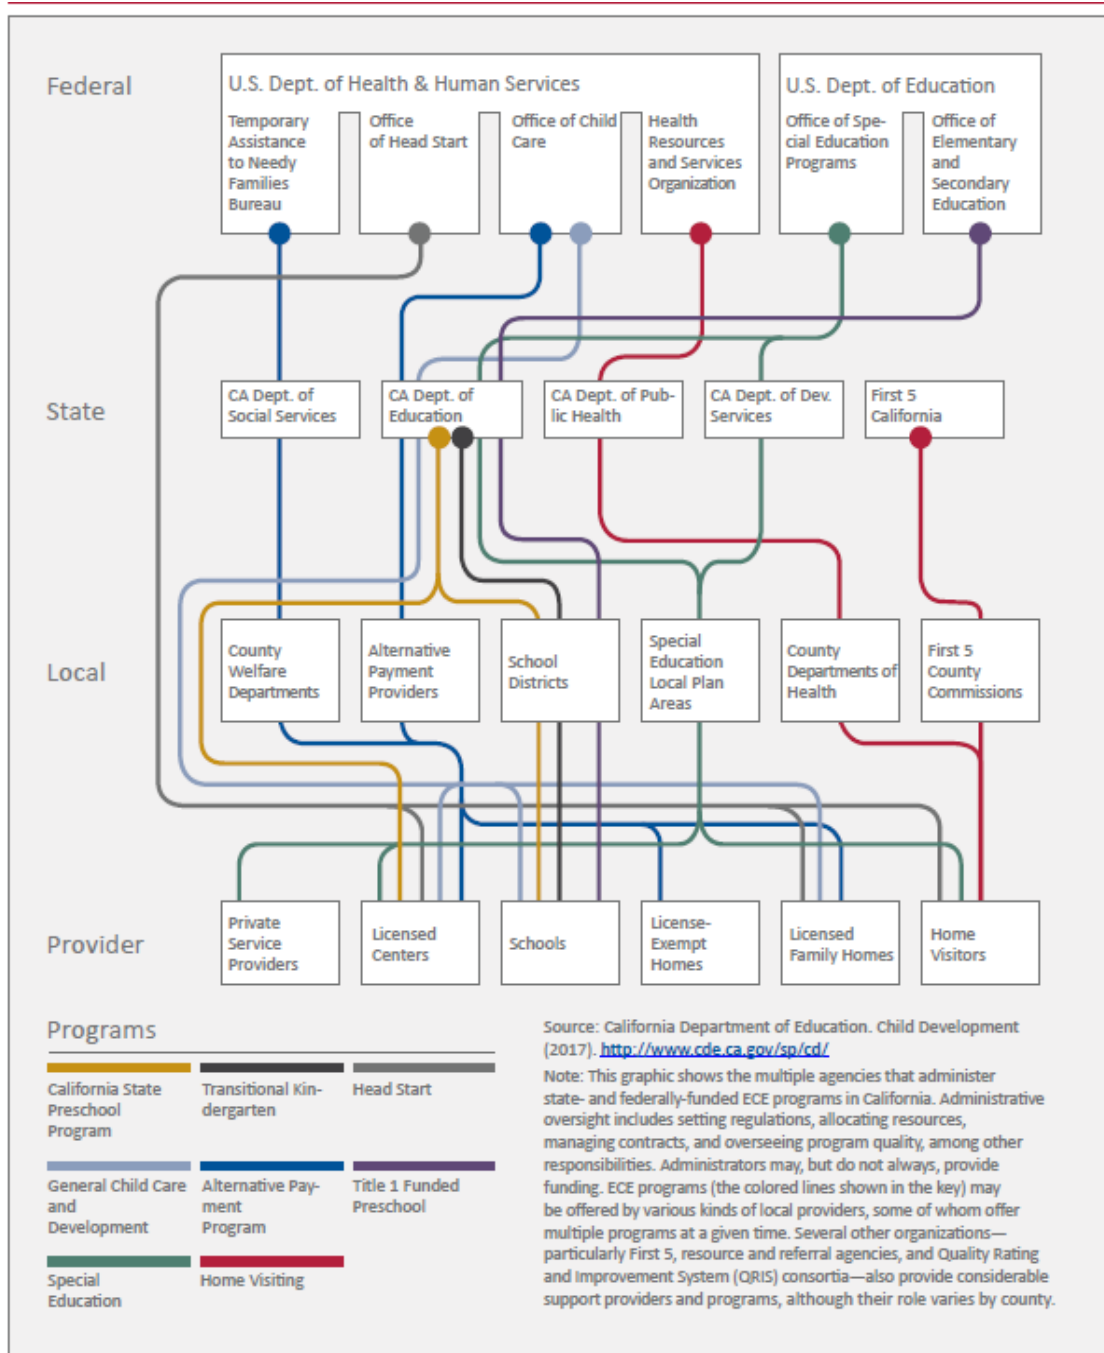 Federal
U.S. Dept. of Health & Human Services
U.S. Dept. of Education
Temporary
Assistance
to Needy
Families
Bureau
Office
of Head Start
Office of Child
Care
Health
Resources
and Services
Organization
Office of Spe-
cial Education
Programs
Office of
Elementary
and
Secondary
Education
State
CA Dept. of
Social Services
CA Dept. of
Education
CA Dept. of Pub-
lic Health
CA Dept. of Dev.
Services
First 5
California
Local
County
Welfare
Departments
Alternative
Payment
Providers
School
Districts
Special
Education
Local Plan
Areas
County
Departments of
Health
First 5
County
Commissions
Provider
Private
Service
Providers
Licensed
Centers
Schools
License-
Exempt
Homes
Licensed
Family Homes
Home
Visitors
Programs
California State
Preschool
Program
Transitional Kin-
dergarten
Head Start
General Child Care
and
Development
Alternative Pay-
ment
Program
Title 1 Funded
Preschool
Special
Education
Home Visiting
Source: California Department of Education. Child Development
(2017). http://www.cde.ca.gov/sp/cd/
Note: This graphic shows the multiple agencies that administer
state- and federally-funded ECE programs in California. Administrative
oversight includes setting regulations, allocating resources,
managing contracts, and overseeing program quality, among other
responsibilities. Administrators may, but do not always, provide
funding. ECE programs (the colored lines shown in the key) may
be offered by various kinds of local providers, some of whom offer
multiple programs at a given time. Several other organizations—
particularly First 5, resource and referral agencies, and Quality Rating
and Improvement System (QRIS) consortia—also provide considerable
support providers and programs, although their role varies by county.